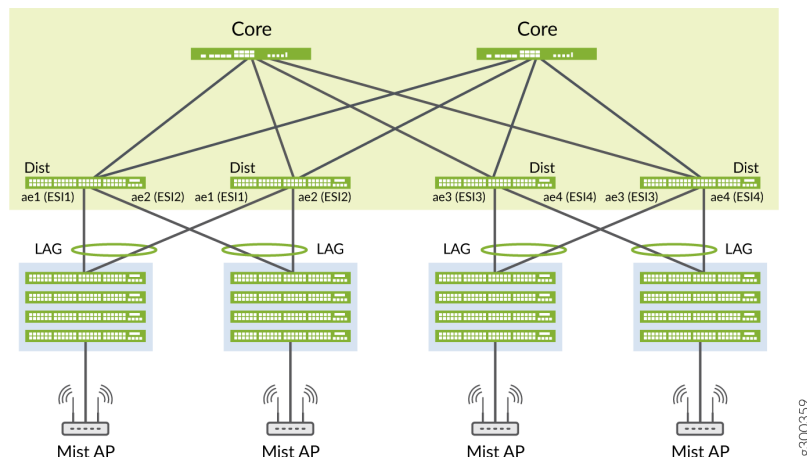 Core
Core
Dist
Dist
Dist
Dist
ae1 (ESI1)
ae2 (ESI2)
ae1 (ESI1)
ae2 (ESI2)
ae3 (ESI3)
ae4 (ESI4)
ae3 (ESI3)
ae4 (ESI4)
LAG
LAG
LAG
LAG
Mist AP
Mist AP
Mist AP
Mist AP
g300359